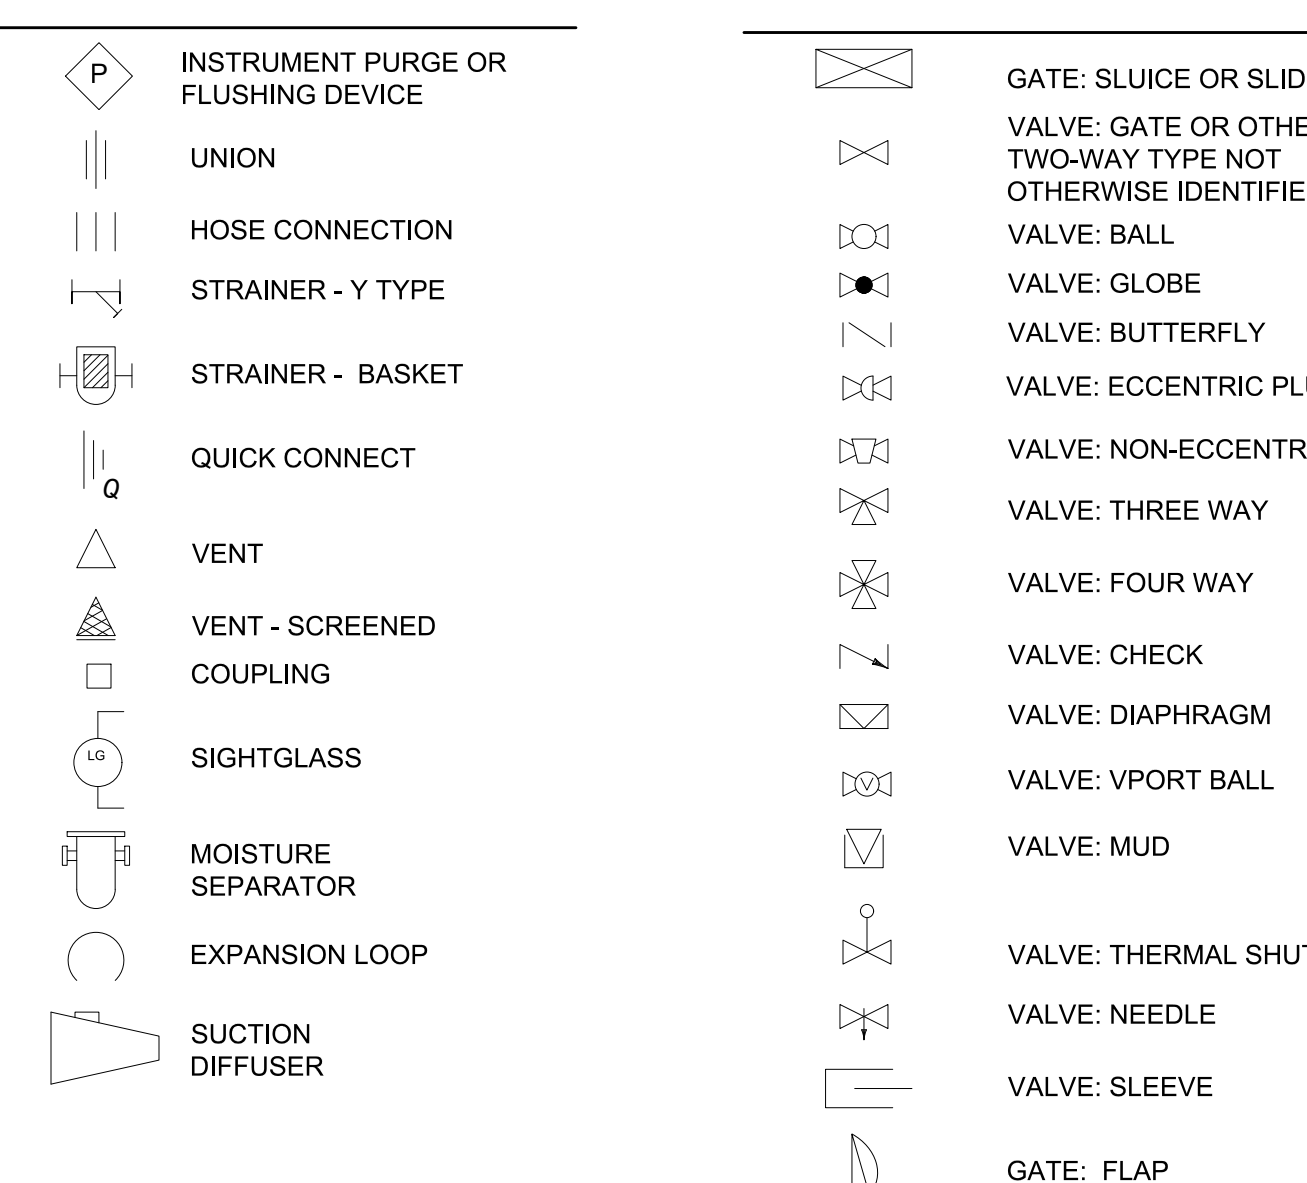 P
INSTRUMENT PURGE OR
FLUSHING DEVICE
UNION
HOSE CONNECTION
STRAINER - Y TYPE
STRAINER - BASKET
Q
QUICK CONNECT
VENT
VENT - SCREENED
COUPLING
LG
SIGHTGLASS
MOISTURE
SEPARATOR
EXPANSION LOOP
SUCTION
DIFFUSER
GATE: SLUICE OR SLID
VALVE: GATE OR OTHE
TWO-WAY TYPE NOT
OTHERWISE IDENTIFIE
VALVE: BALL
VALVE: GLOBE
VALVE: BUTTERFLY
VALVE: ECCENTRIC PLU
VALVE: NON-ECCENTR
VALVE: THREE WAY
VALVE: FOUR WAY
VALVE: CHECK
VALVE: DIAPHRAGM
V
VALVE: VPORT BALL
VALVE: MUD
VALVE: THERMAL SHUT
VALVE: NEEDLE
VALVE: SLEEVE
GATE: FLAP